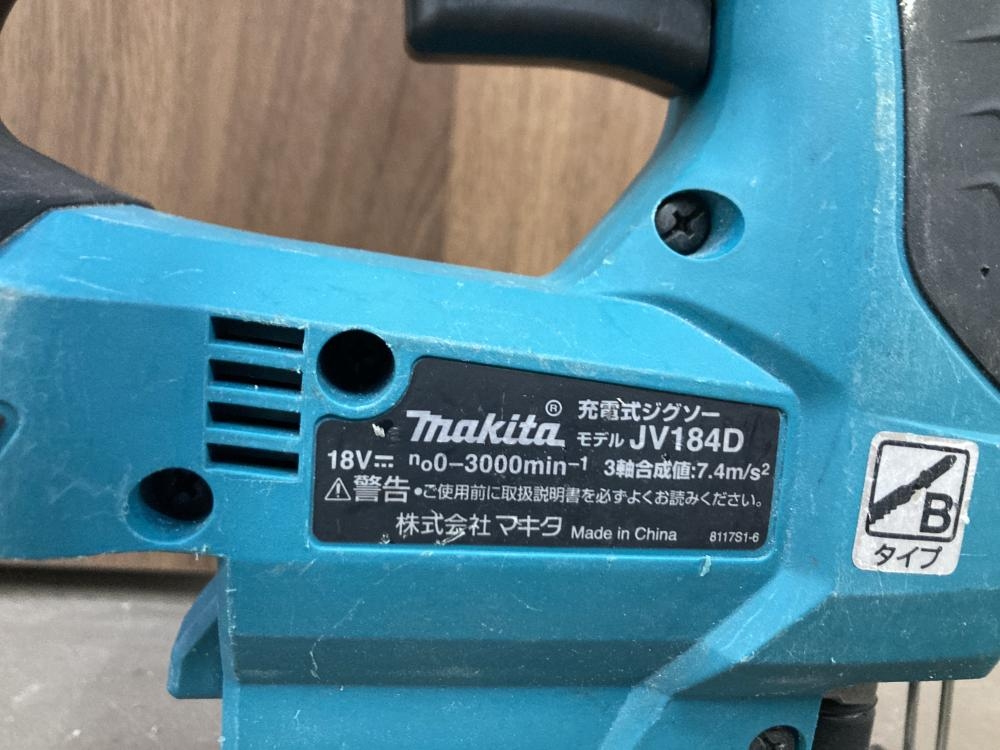 makita® 充電式ジグソー
モデル JV184D
18V⎓ n₀0-3000min⁻¹ 3軸合成値:7.4m/s²
⚠警告 •ご使用前に取扱説明書を必ずよくお読みください。
株式会社 マキタ Made in China 8117S1-6
B
タイプ